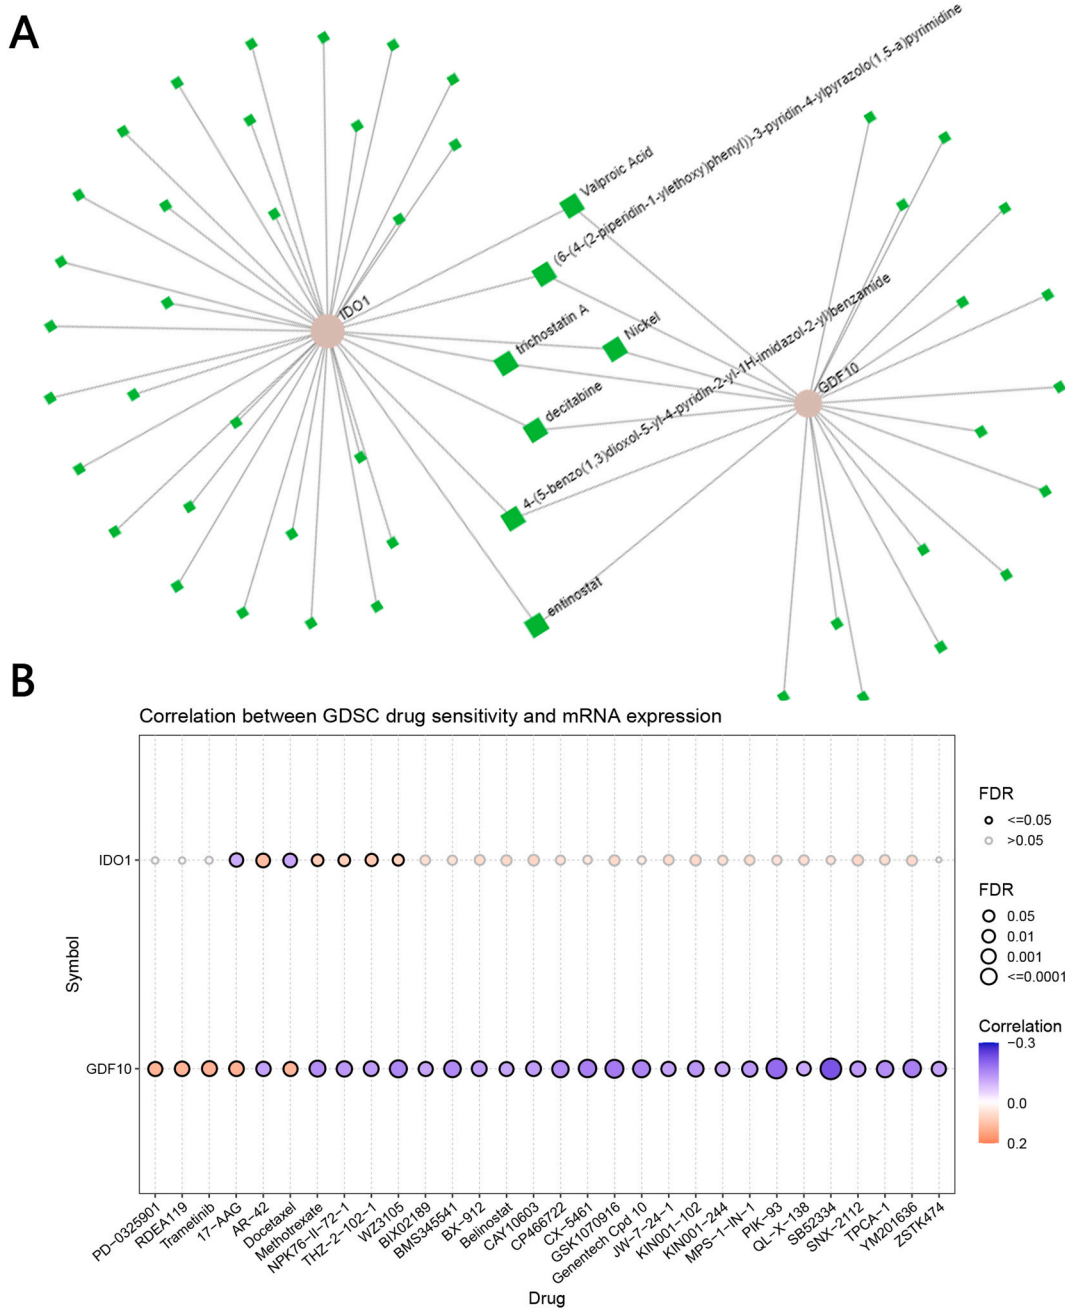 A
(6-(4-(2-piperidin-1-ylethoxy)phenyl))-3-pyridin-4-ylpyrazolo(1,5-a)pyrimidine
Valproic Acid
IDO1
trichostatin A
Nickel
4-(5-benzo(1,3)dioxol-5-yl-4-pyridin-2-yl-1H-imidazol-2-yl)benzamide
GDF10
decitabine
entinostat
B
Correlation between GDSC drug sensitivity and mRNA expression
Symbol
IDO1
GDF10
FDR
<=0.05
>0.05
FDR
0.05
0.01
0.001
<=0.0001
Correlation
−0.3
0.0
0.2
PD−0325901
RDEA119
Trametinib
17−AAG
AR−42
Docetaxel
Methotrexate
NPK76−II−72−1
THZ−2−102−1
WZ3105
BIX02189
BMS345541
BX−912
Belinostat
CAY10603
CP466722
CX−5461
GSK1070916
Genentech Cpd 10
JW−7−24−1
KIN001−102
KIN001−244
MPS−1−IN−1
PIK−93
QL−X−138
SB52334
SNX−2112
TPCA−1
YM201636
ZSTK474
Drug